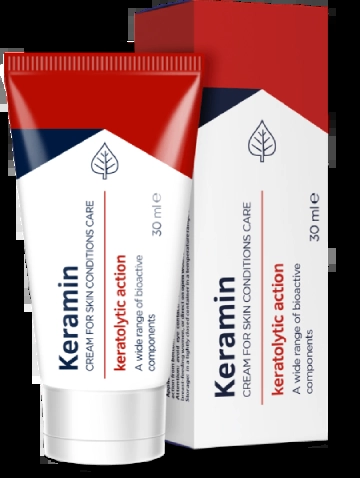 Keramin
CREAM FOR SKIN CONDITIONS CARE
keratolytic action
A wide range of bioactive
components
30 ml ℮
Keramin
CREAM FOR SKIN CONDITIONS CARE
keratolytic action
A wide range of bioactive
components
30 ml ℮